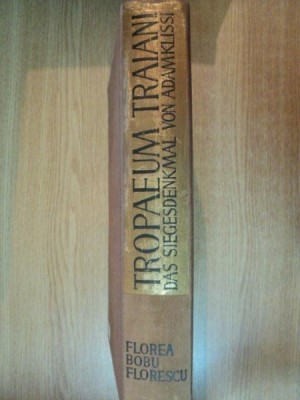 TROPAEUM TRAIANI
DAS SIEGESDENKMAL VON ADAMKLISSI
FLOREA
BOBU
FLORESCU